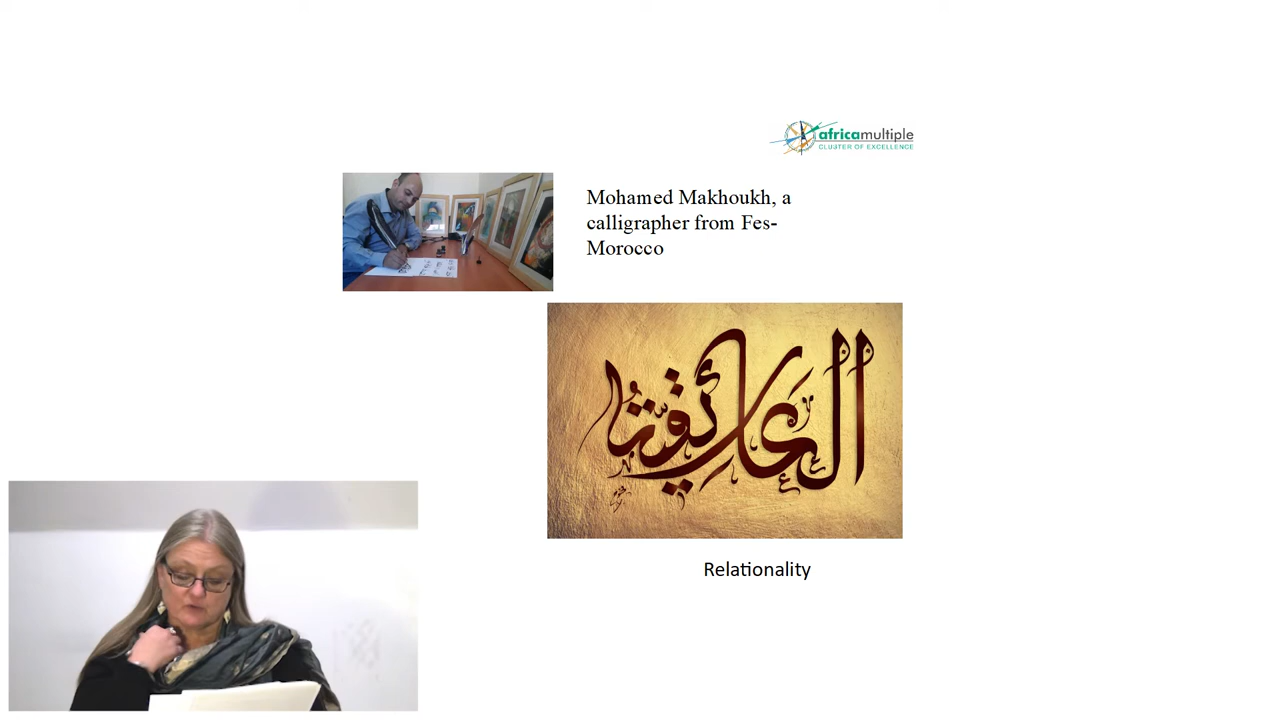 africamultiple
CLUSTER OF EXCELLENCE
Mohamed Makhoukh, a
calligrapher from Fes-
Morocco
العلائقية
Relationality